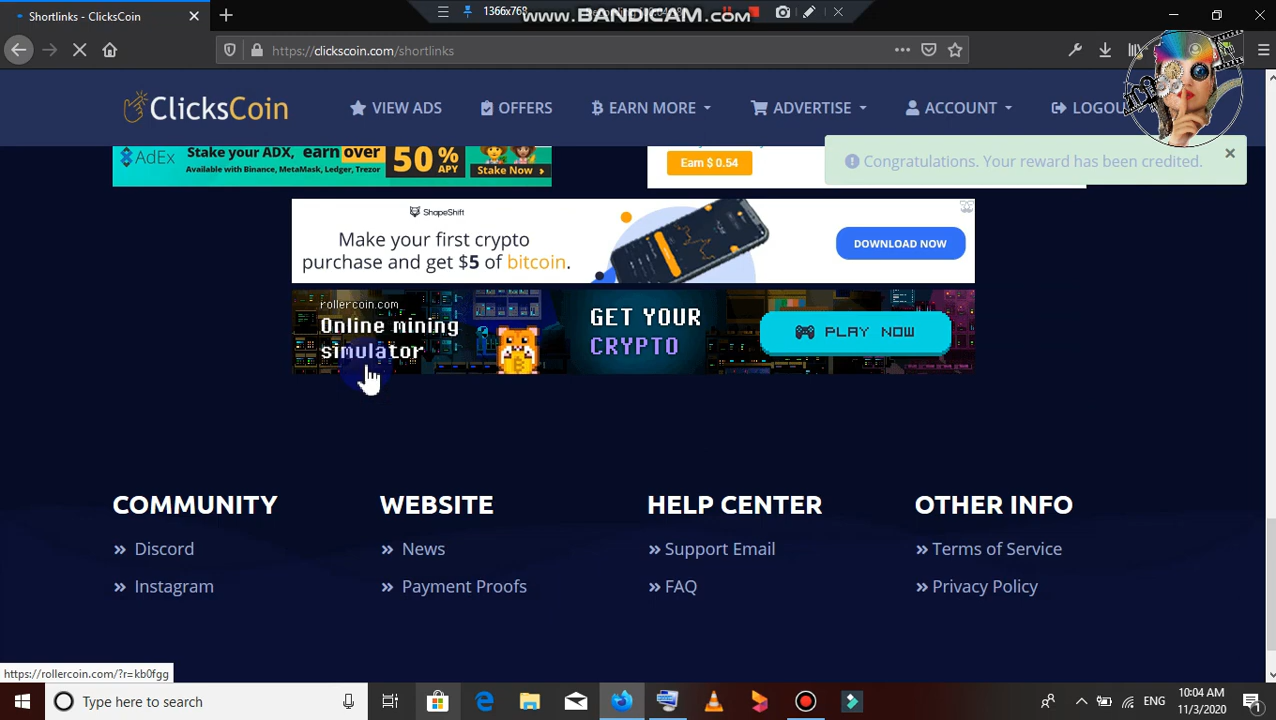 Shortlinks - ClicksCoin
1366x768
www.BANDICAM.com
https://clickscoin.com/shortlinks
ClicksCoin
VIEW ADS
OFFERS
EARN MORE
ADVERTISE
ACCOUNT
LOGOU
Congratulations. Your reward has been credited.
AdEx
Stake your ADX, earn over
50 %
APY
Available with Binance, MetaMask, Ledger, Trezor
Stake Now
Earn $ 0.54
ShapeShift
Make your first crypto
purchase and get $5 of bitcoin.
DOWNLOAD NOW
rollercoin.com
Online mining
simulator
GET YOUR
CRYPTO
PLAY NOW
COMMUNITY
Discord
Instagram
WEBSITE
News
Payment Proofs
HELP CENTER
Support Email
FAQ
OTHER INFO
Terms of Service
Privacy Policy
https://rollercoin.com/?r=kb0fgg
Type here to search
ENG
10:04 AM
11/3/2020
1